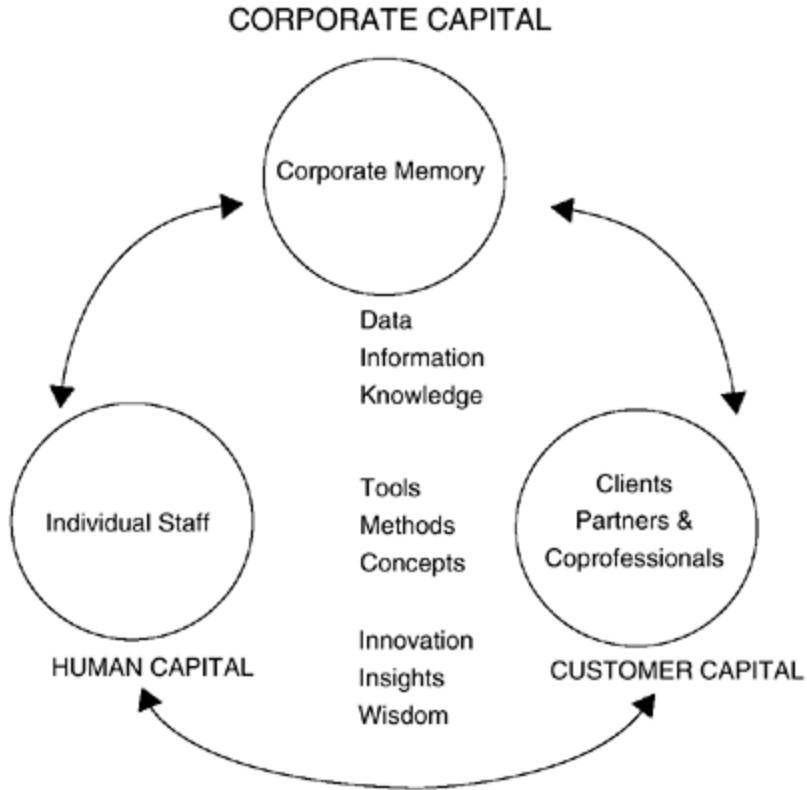 CORPORATE CAPITAL
Corporate Memory
Data
Information
Knowledge
Individual Staff
HUMAN CAPITAL
Tools
Methods
Concepts
Innovation
Insights
Wisdom
Clients
Partners &
Coprofessionals
CUSTOMER CAPITAL